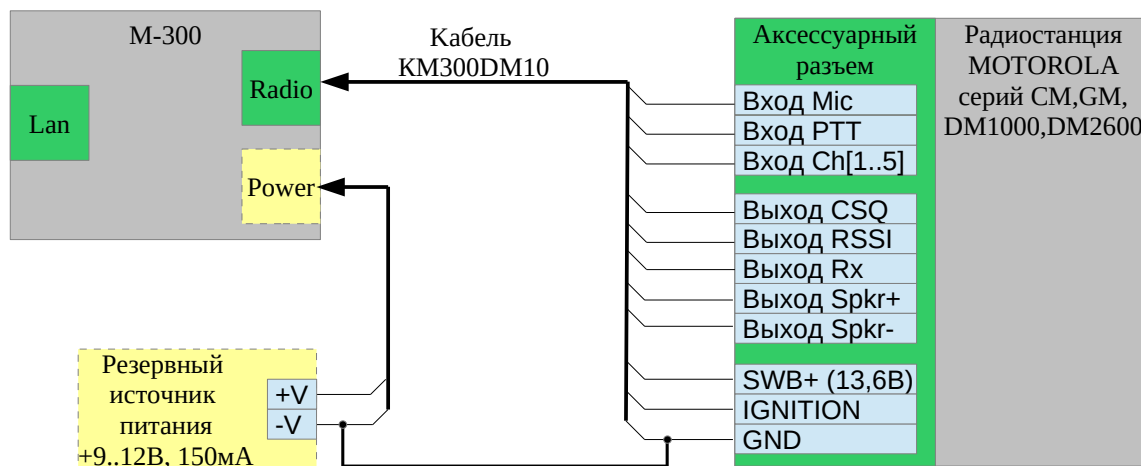 М-300
Lan
Radio
Power
Кабель
КМ300DM10
Резервный
источник
питания
+9..12В, 150мА
+V
-V
Аксессуарный
разъем
Вход Mic
Вход PTT
Вход Ch[1..5]
Выход CSQ
Выход RSSI
Выход Rx
Выход Spkr+
Выход Spkr-
SWB+ (13,6В)
IGNITION
GND
Радиостанция
MOTOROLA
серий CM,GM,
DM1000,DM2600